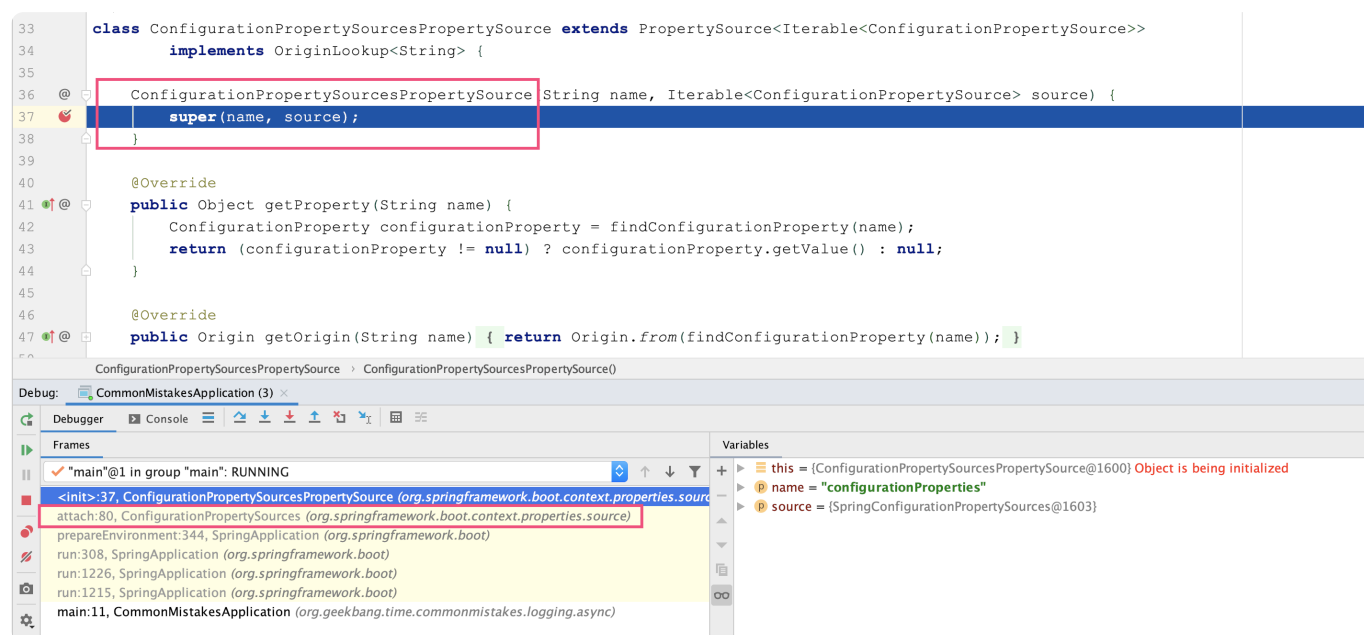 33 class ConfigurationPropertySourcesPropertySource extends PropertySource<Iterable<ConfigurationPropertySource>>
34 implements OriginLookup<String> {
35
36 @ ConfigurationPropertySourcesPropertySource(String name, Iterable<ConfigurationPropertySource> source) {
37 super(name, source);
38 }
39
40 @Override
41 @ public Object getProperty(String name) {
42 ConfigurationProperty configurationProperty = findConfigurationProperty(name);
43 return (configurationProperty != null) ? configurationProperty.getValue() : null;
44 }
45
46 @Override
47 @ public Origin getOrigin(String name) { return Origin.from(findConfigurationProperty(name)); }
ConfigurationPropertySourcesPropertySource › ConfigurationPropertySourcesPropertySource()
Debug: CommonMistakesApplication (3) ×
Debugger Console
Frames
"main"@1 in group "main": RUNNING
<init>:37, ConfigurationPropertySourcesPropertySource (org.springframework.boot.context.properties.sourc
attach:80, ConfigurationPropertySources (org.springframework.boot.context.properties.source)
prepareEnvironment:344, SpringApplication (org.springframework.boot)
run:308, SpringApplication (org.springframework.boot)
run:1226, SpringApplication (org.springframework.boot)
run:1215, SpringApplication (org.springframework.boot)
main:11, CommonMistakesApplication (org.geekbang.time.commonmistakes.logging.async)
Variables
this = {ConfigurationPropertySourcesPropertySource@1600} Object is being initialized
name = "configurationProperties"
source = {SpringConfigurationPropertySources@1603}